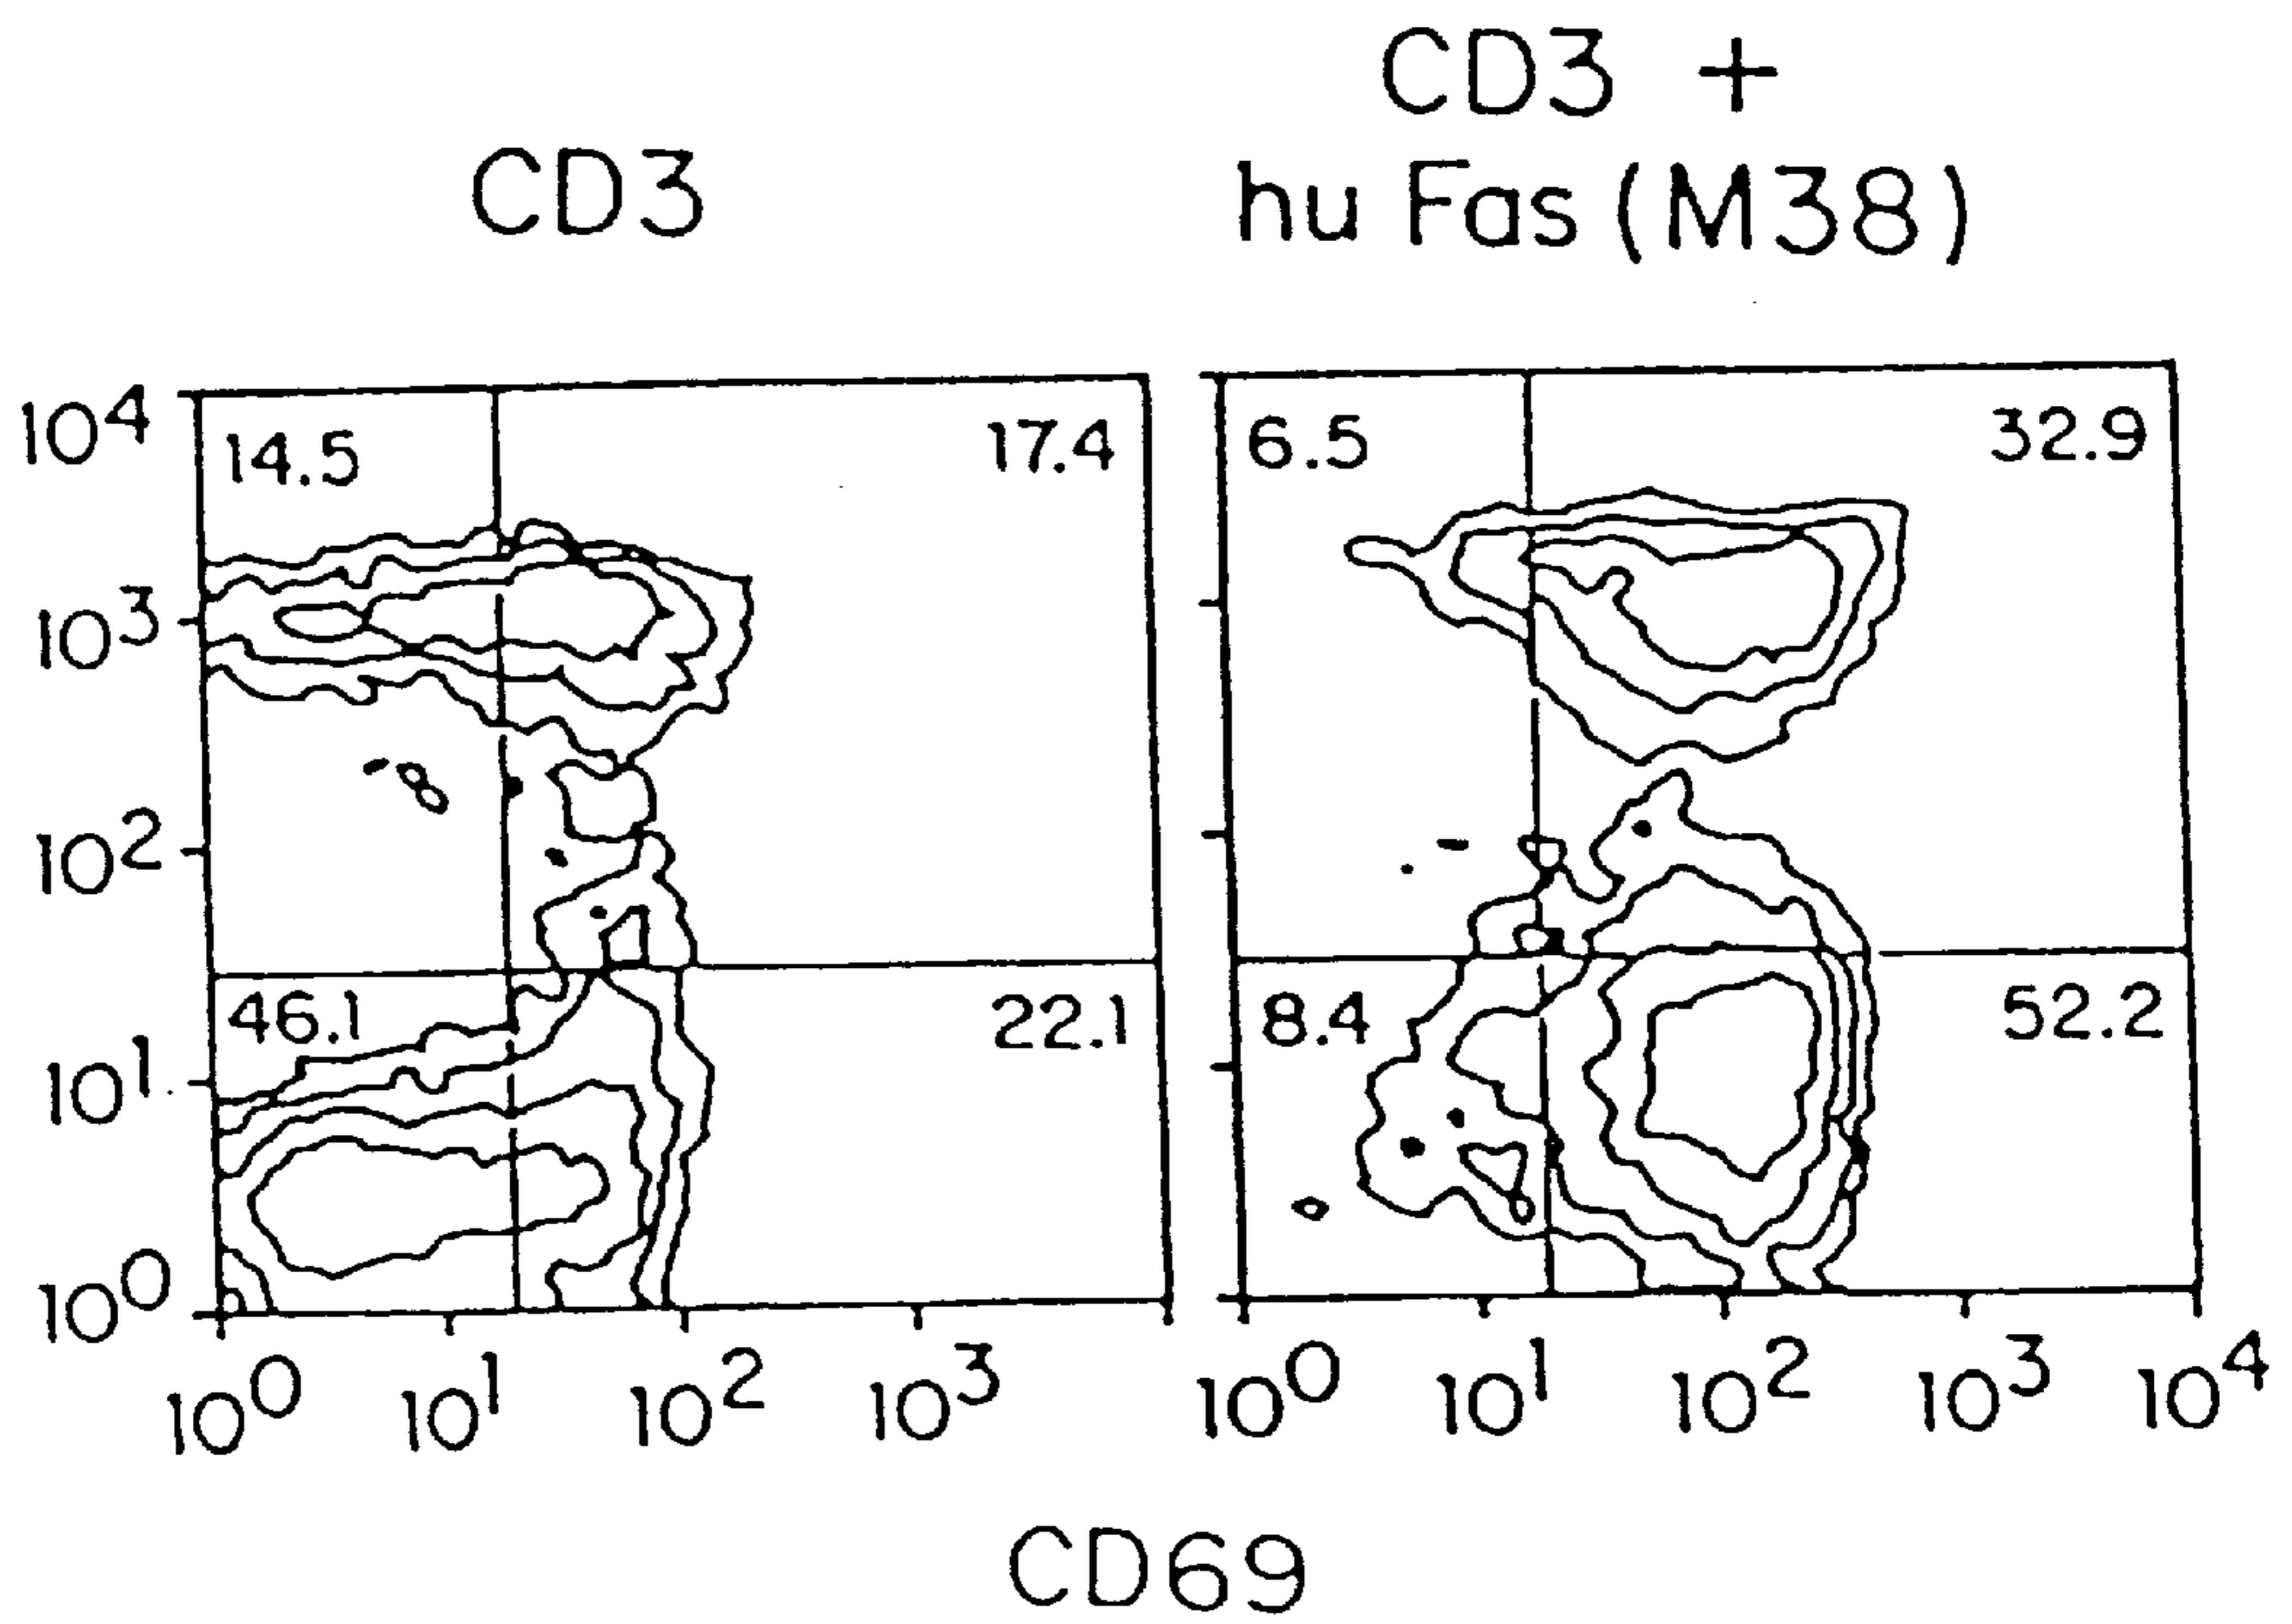 CD3
CD3 +
hu Fas (M38)
10⁴
14.5
17.4
6.5
32.9
10³
10²
46.1
22.1
8.4
52.2
10¹
10⁰
10⁰ 10¹ 10² 10³
10⁰ 10¹ 10² 10³ 10⁴
CD69